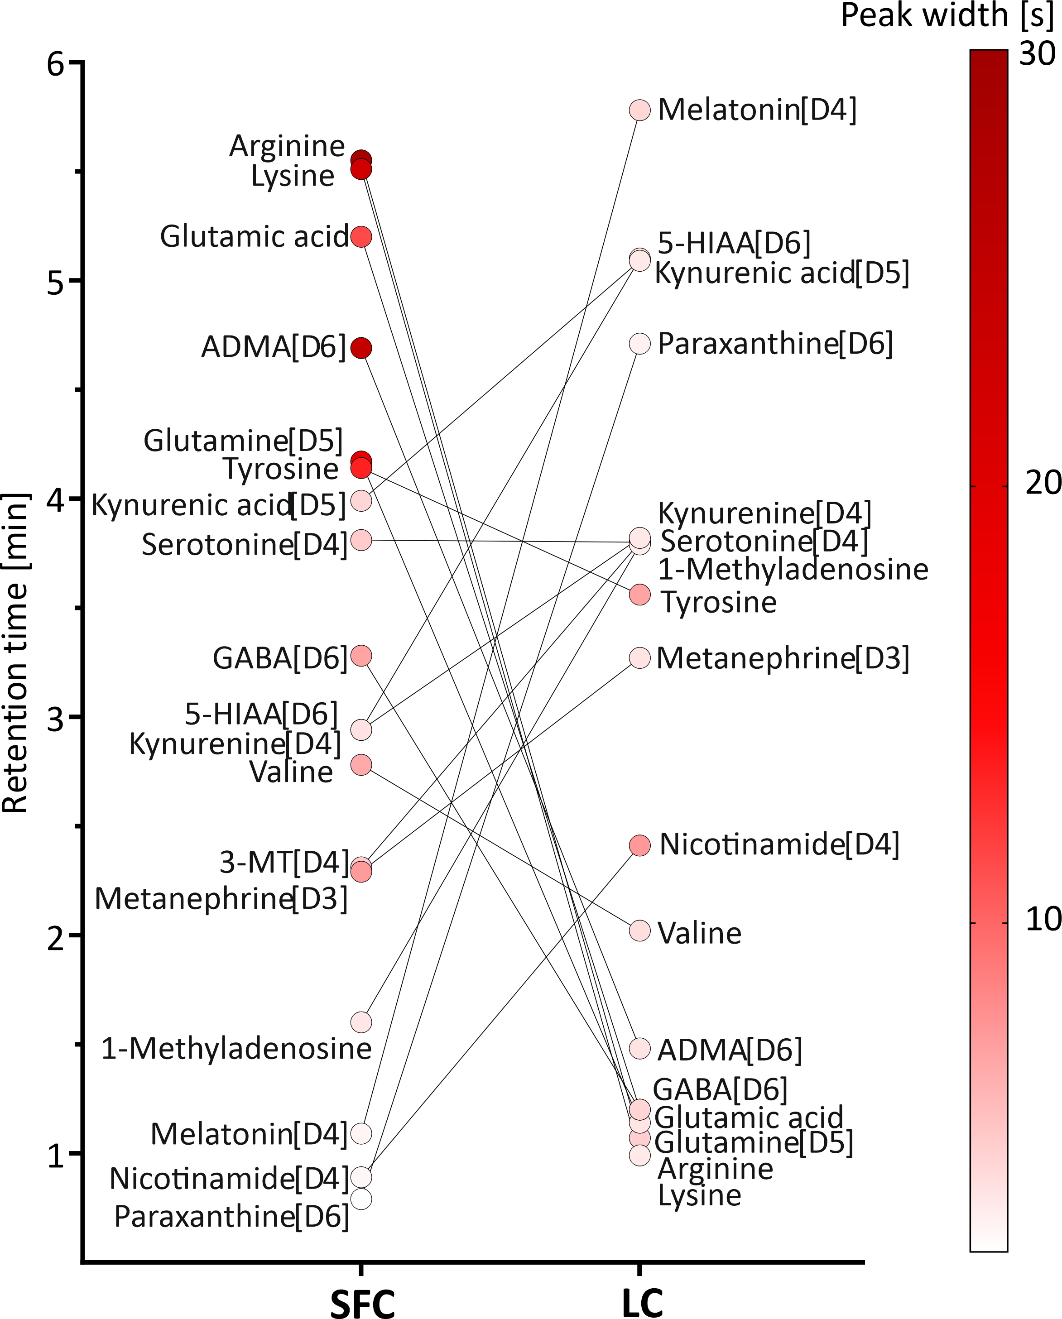 Peak width [s]
30
20
10
Retention time [min]
6
5
4
3
2
1
Arginine
Lysine
Glutamic acid
ADMA[D6]
Glutamine[D5]
Tyrosine
Kynurenic acid[D5]
Serotonine[D4]
GABA[D6]
5-HIAA[D6]
Kynurenine[D4]
Valine
3-MT[D4]
Metanephrine[D3]
1-Methyladenosine
Melatonin[D4]
Nicotinamide[D4]
Paraxanthine[D6]
Melatonin[D4]
5-HIAA[D6]
Kynurenic acid[D5]
Paraxanthine[D6]
Kynurenine[D4]
Serotonine[D4]
1-Methyladenosine
Tyrosine
Metanephrine[D3]
Nicotinamide[D4]
Valine
ADMA[D6]
GABA[D6]
Glutamic acid
Glutamine[D5]
Arginine
Lysine
SFC
LC